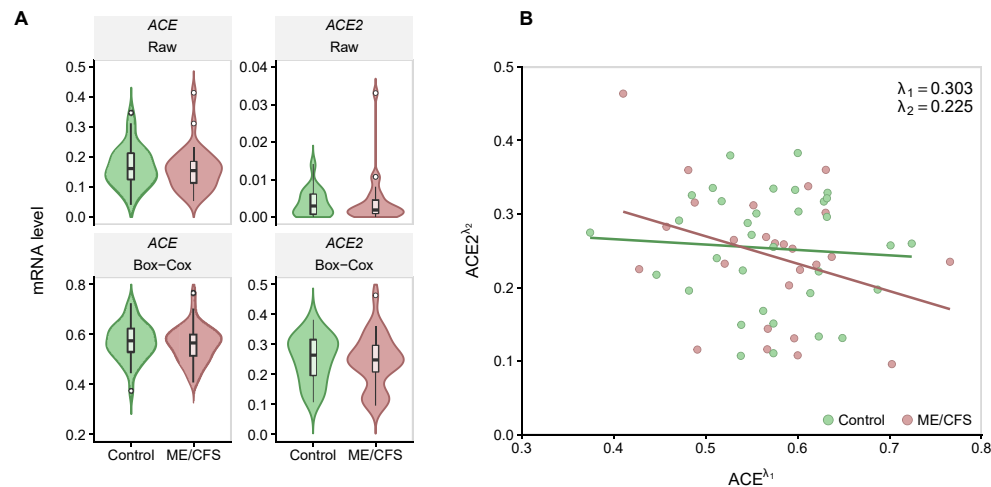 A
ACE
Raw
ACE2
Raw
0.5
0.4
0.3
0.2
0.1
0.0
0.04
0.03
0.02
0.01
0.00
mRNA level
ACE
Box−Cox
ACE2
Box−Cox
0.8
0.6
0.4
0.2
0.5
0.4
0.3
0.2
0.1
0.0
Control ME/CFS
Control ME/CFS
B
λ1 = 0.303
λ2 = 0.225
0.5
0.4
0.3
0.2
0.1
0.0
ACE2^λ2
Control ME/CFS
0.3 0.4 0.5 0.6 0.7 0.8
ACE^λ1